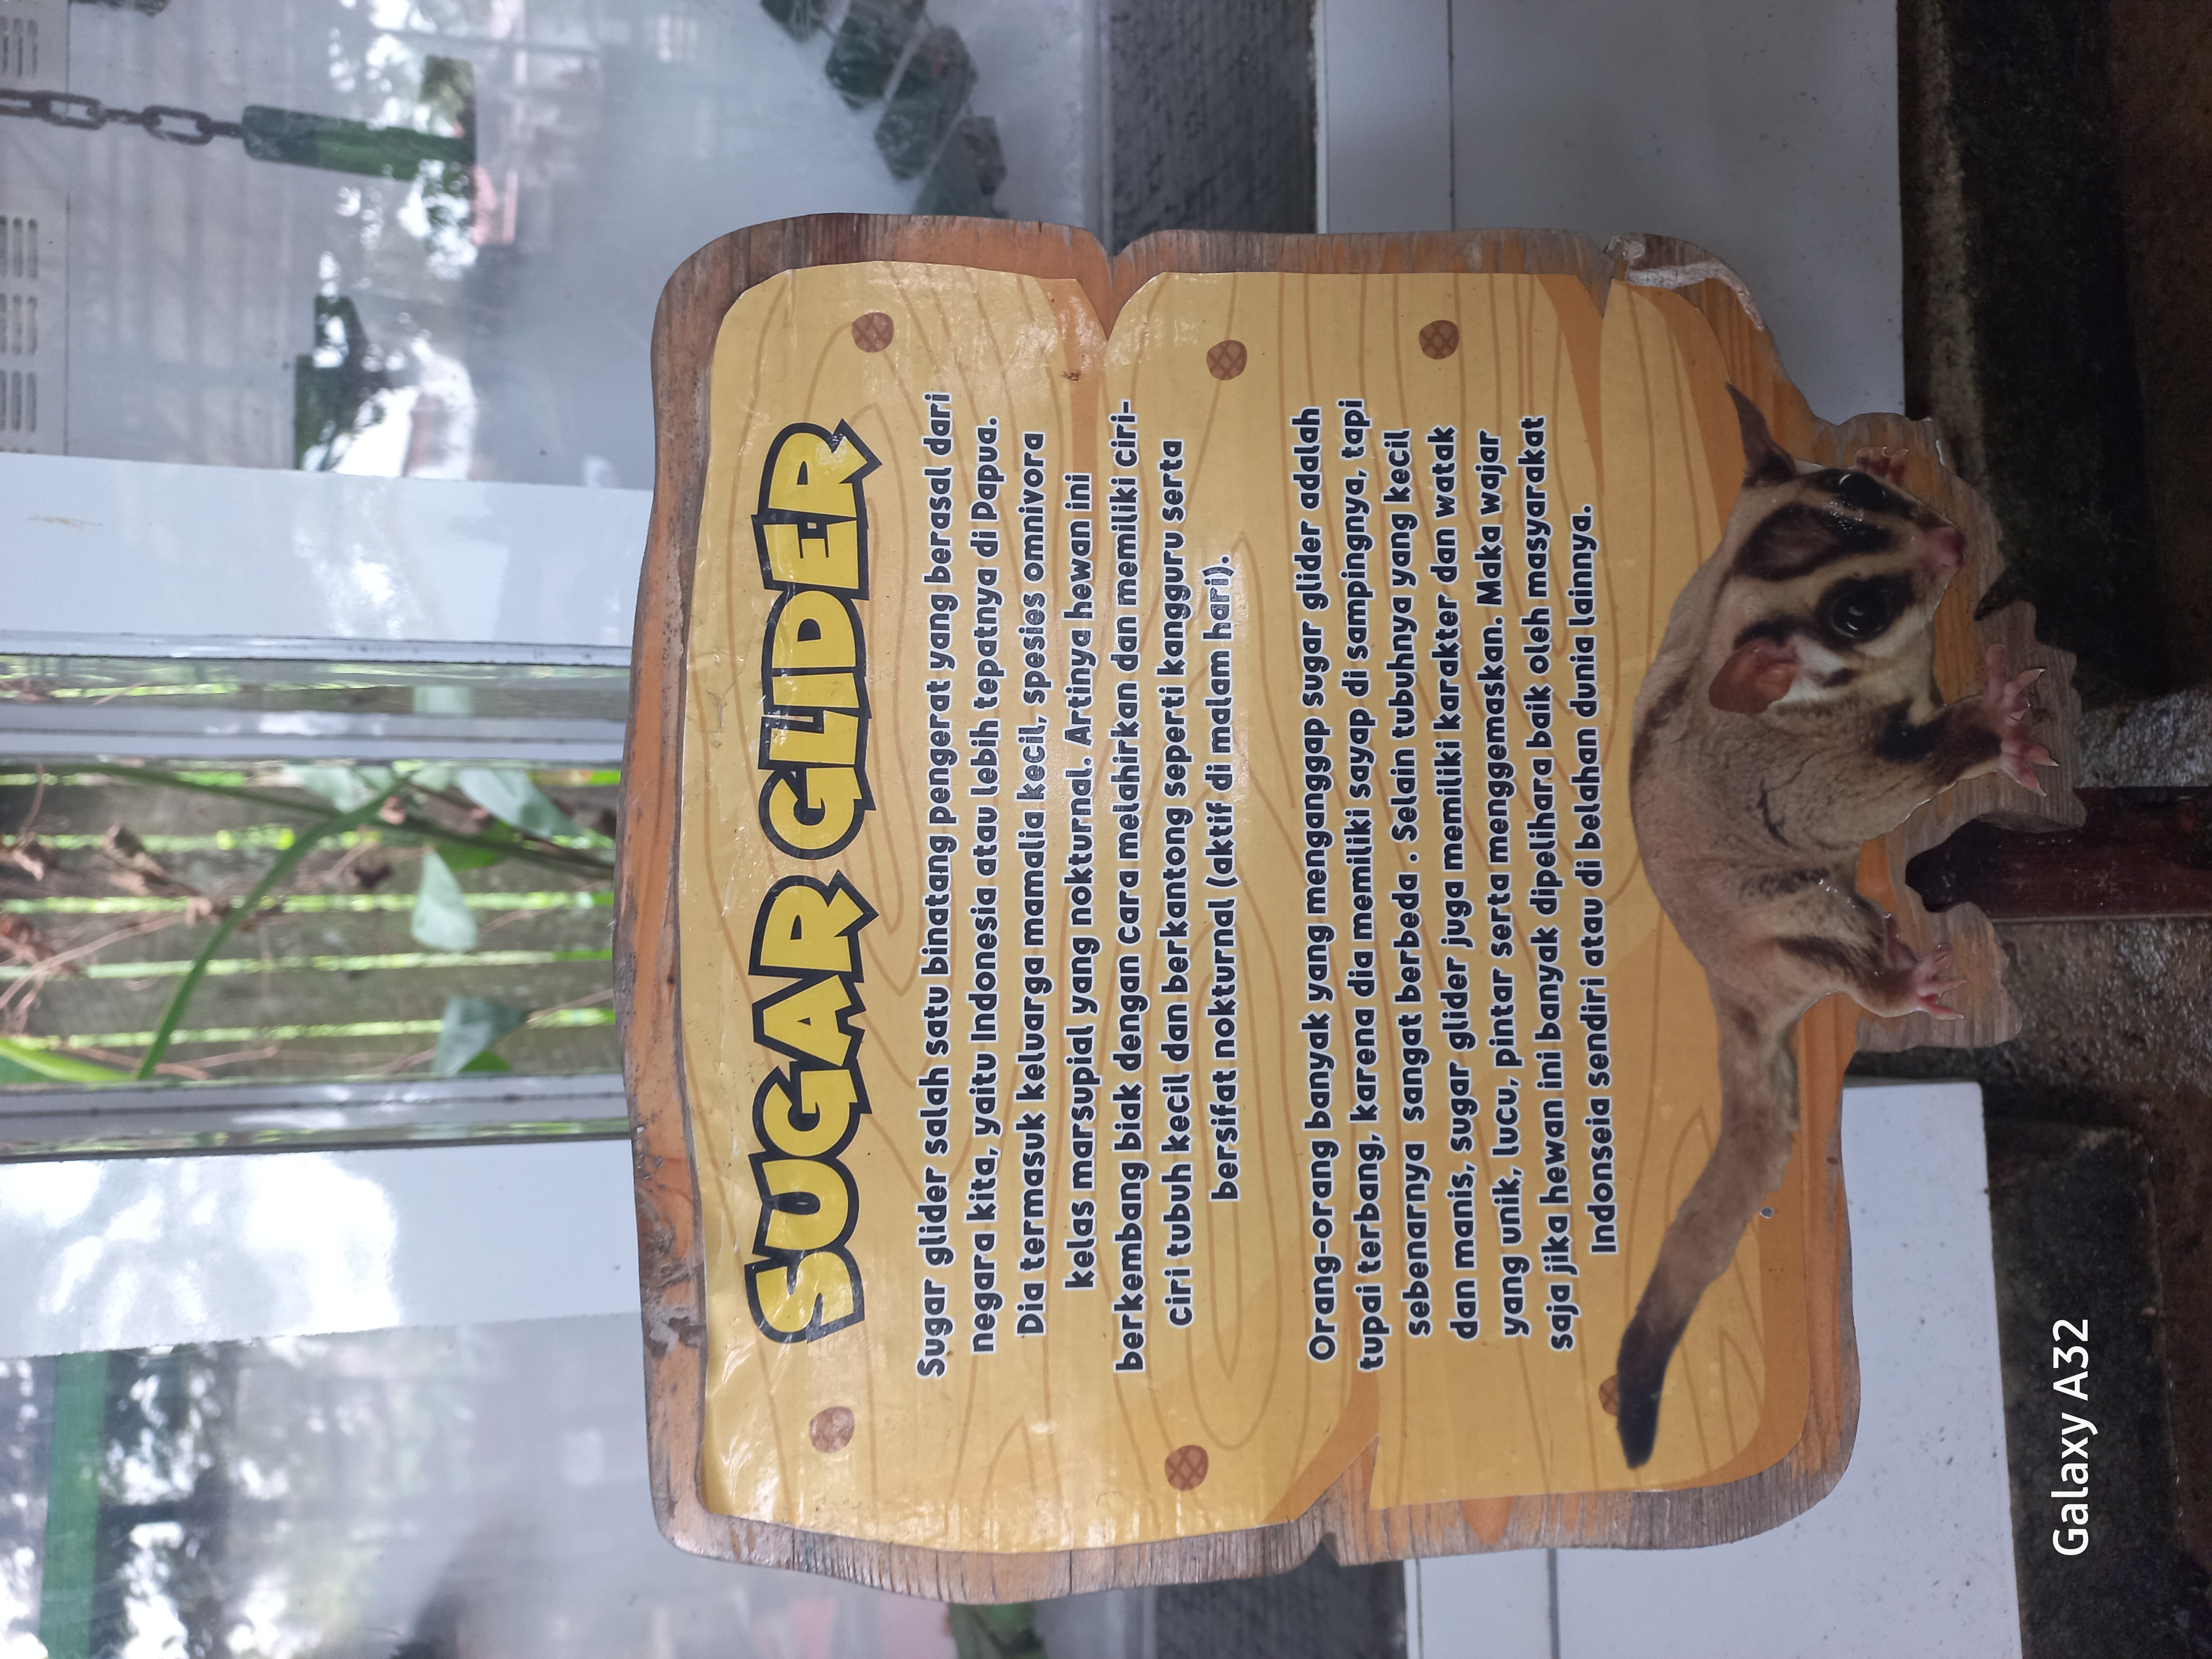 SUGAR GLIDER
Sugar glider salah satu binatang pengerat yang berasal dari
negara kita, yaitu Indonesia atau lebih tepatnya di Papua.
Dia termasuk keluarga mamalia kecil, spesies omnivora
kelas marsupial yang nokturnal. Artinya hewan ini
berkembang biak dengan cara melahirkan dan memiliki ciri-
ciri tubuh kecil dan berkantong seperti kangguru serta
bersifat nokturnal (aktif di malam hari).
Orang-orang banyak yang menganggap sugar glider adalah
tupai terbang, karena dia memiliki sayap di sampingnya, tapi
sebenarnya sangat berbeda . Selain tubuhnya yang kecil
dan manis, sugar glider juga memiliki karakter dan watak
yang unik, lucu, pintar serta menggemaskan. Maka wajar
saja jika hewan ini banyak dipelihara baik oleh masyarakat
Indonseia sendiri atau di belahan dunia lainnya.
Galaxy A32